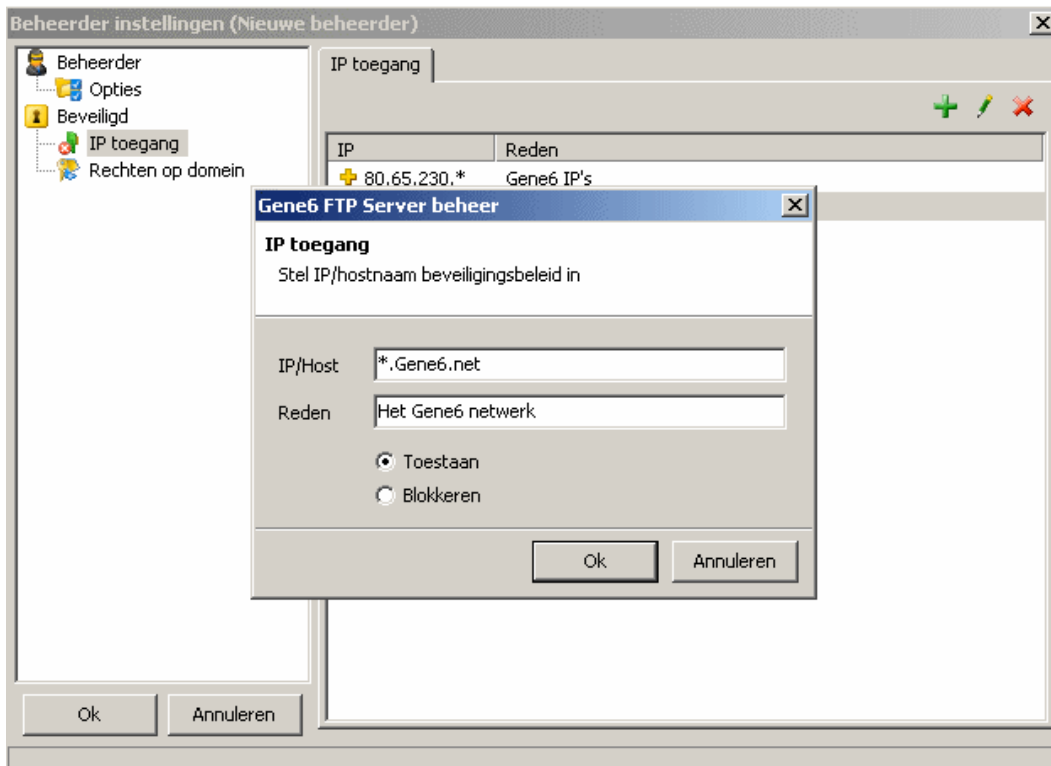 Beheerder instellingen (Nieuwe beheerder)
Beheerder
Opties
Beveiligd
IP toegang
Rechten op domein
IP toegang
IP Reden
80.65.230.* Gene6 IP's
Gene6 FTP Server beheer
IP toegang
Stel IP/hostnaam beveiligingsbeleid in
IP/Host *.Gene6.net
Reden Het Gene6 netwerk
Toestaan
Blokkeren
Ok Annuleren
Ok Annuleren